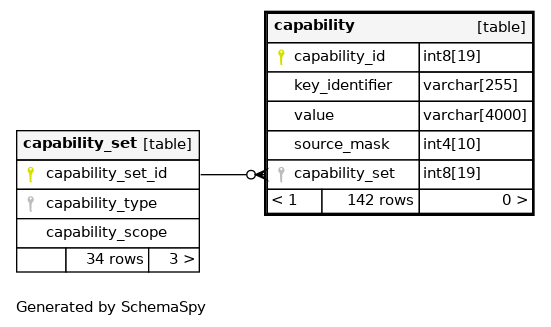 capability [table]
capability_id int8[19]
key_identifier varchar[255]
value varchar[4000]
source_mask int4[10]
capability_set int8[19]
< 1 142 rows 0 >
capability_set [table]
capability_set_id
capability_type
capability_scope
34 rows 3 >
Generated by SchemaSpy